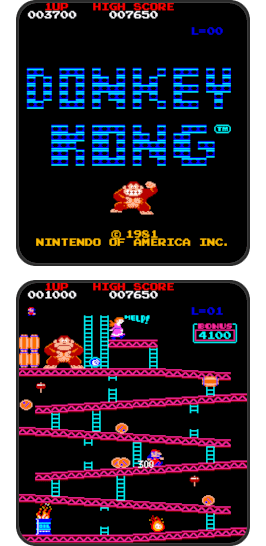 1UP HIGH SCORE
003700 007650
L=00
DONKEY
KONG TM
© 1981
NINTENDO OF AMERICA INC.
1UP HIGH SCORE
001000 007650
L=01
HELP!
BONUS
4100
300